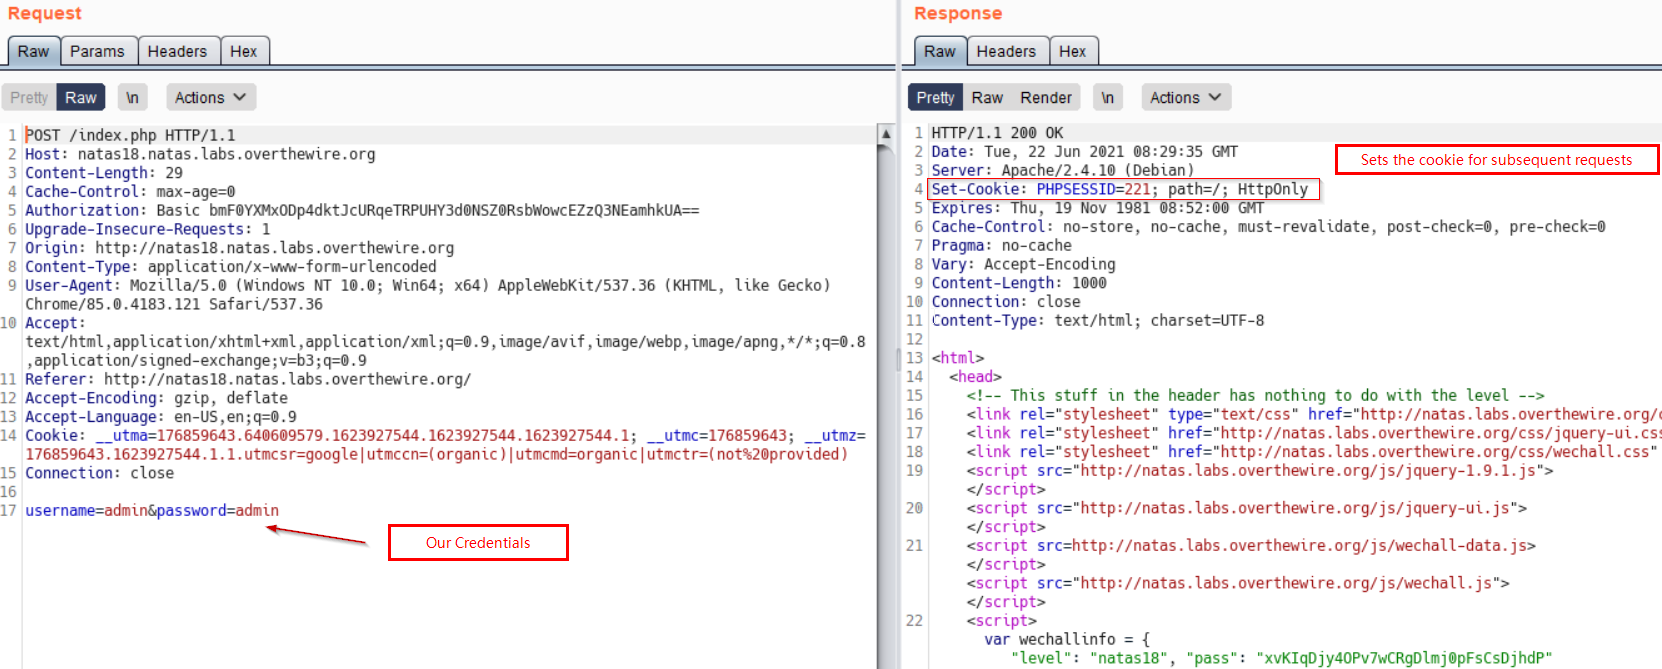 Request
Raw Params Headers Hex
Pretty Raw \n Actions
1 POST /index.php HTTP/1.1
2 Host: natas18.natas.labs.overthewire.org
3 Content-Length: 29
4 Cache-Control: max-age=0
5 Authorization: Basic bmF0YXMxODp4dktJcURqeTRPUHY3d0NSZ0RsbWowcEZzQ3NEamhkUA==
6 Upgrade-Insecure-Requests: 1
7 Origin: http://natas18.natas.labs.overthewire.org
8 Content-Type: application/x-www-form-urlencoded
9 User-Agent: Mozilla/5.0 (Windows NT 10.0; Win64; x64) AppleWebKit/537.36 (KHTML, like Gecko)
Chrome/85.0.4183.121 Safari/537.36
10 Accept:
text/html,application/xhtml+xml,application/xml;q=0.9,image/avif,image/webp,image/apng,*/*;q=0.8
,application/signed-exchange;v=b3;q=0.9
11 Referer: http://natas18.natas.labs.overthewire.org/
12 Accept-Encoding: gzip, deflate
13 Accept-Language: en-US,en;q=0.9
14 Cookie: __utma=176859643.640609579.1623927544.1623927544.1623927544.1; __utmc=176859643; __utmz=
176859643.1623927544.1.1.utmcsr=google|utmccn=(organic)|utmcmd=organic|utmctr=(not%20provided)
15 Connection: close
16
17 username=admin&password=admin
Our Credentials
Response
Raw Headers Hex
Pretty Raw Render \n Actions
1 HTTP/1.1 200 OK
2 Date: Tue, 22 Jun 2021 08:29:35 GMT
Sets the cookie for subsequent requests
3 Server: Apache/2.4.10 (Debian)
4 Set-Cookie: PHPSESSID=221; path=/; HttpOnly
5 Expires: Thu, 19 Nov 1981 08:52:00 GMT
6 Cache-Control: no-store, no-cache, must-revalidate, post-check=0, pre-check=0
7 Pragma: no-cache
8 Vary: Accept-Encoding
9 Content-Length: 1000
10 Connection: close
11 Content-Type: text/html; charset=UTF-8
12
13 <html>
14 <head>
15 <!-- This stuff in the header has nothing to do with the level -->
16 <link rel="stylesheet" type="text/css" href="http://natas.labs.overthewire.org/c
17 <link rel="stylesheet" href="http://natas.labs.overthewire.org/css/jquery-ui.css
18 <link rel="stylesheet" href="http://natas.labs.overthewire.org/css/wechall.css"
19 <script src="http://natas.labs.overthewire.org/js/jquery-1.9.1.js">
</script>
20 <script src="http://natas.labs.overthewire.org/js/jquery-ui.js">
</script>
21 <script src=http://natas.labs.overthewire.org/js/wechall-data.js>
</script>
<script src="http://natas.labs.overthewire.org/js/wechall.js">
</script>
22 <script>
var wechallinfo = {
"level": "natas18", "pass": "xvKIqDjy4OPv7wCRgDlmj0pFsCsDjhdP"